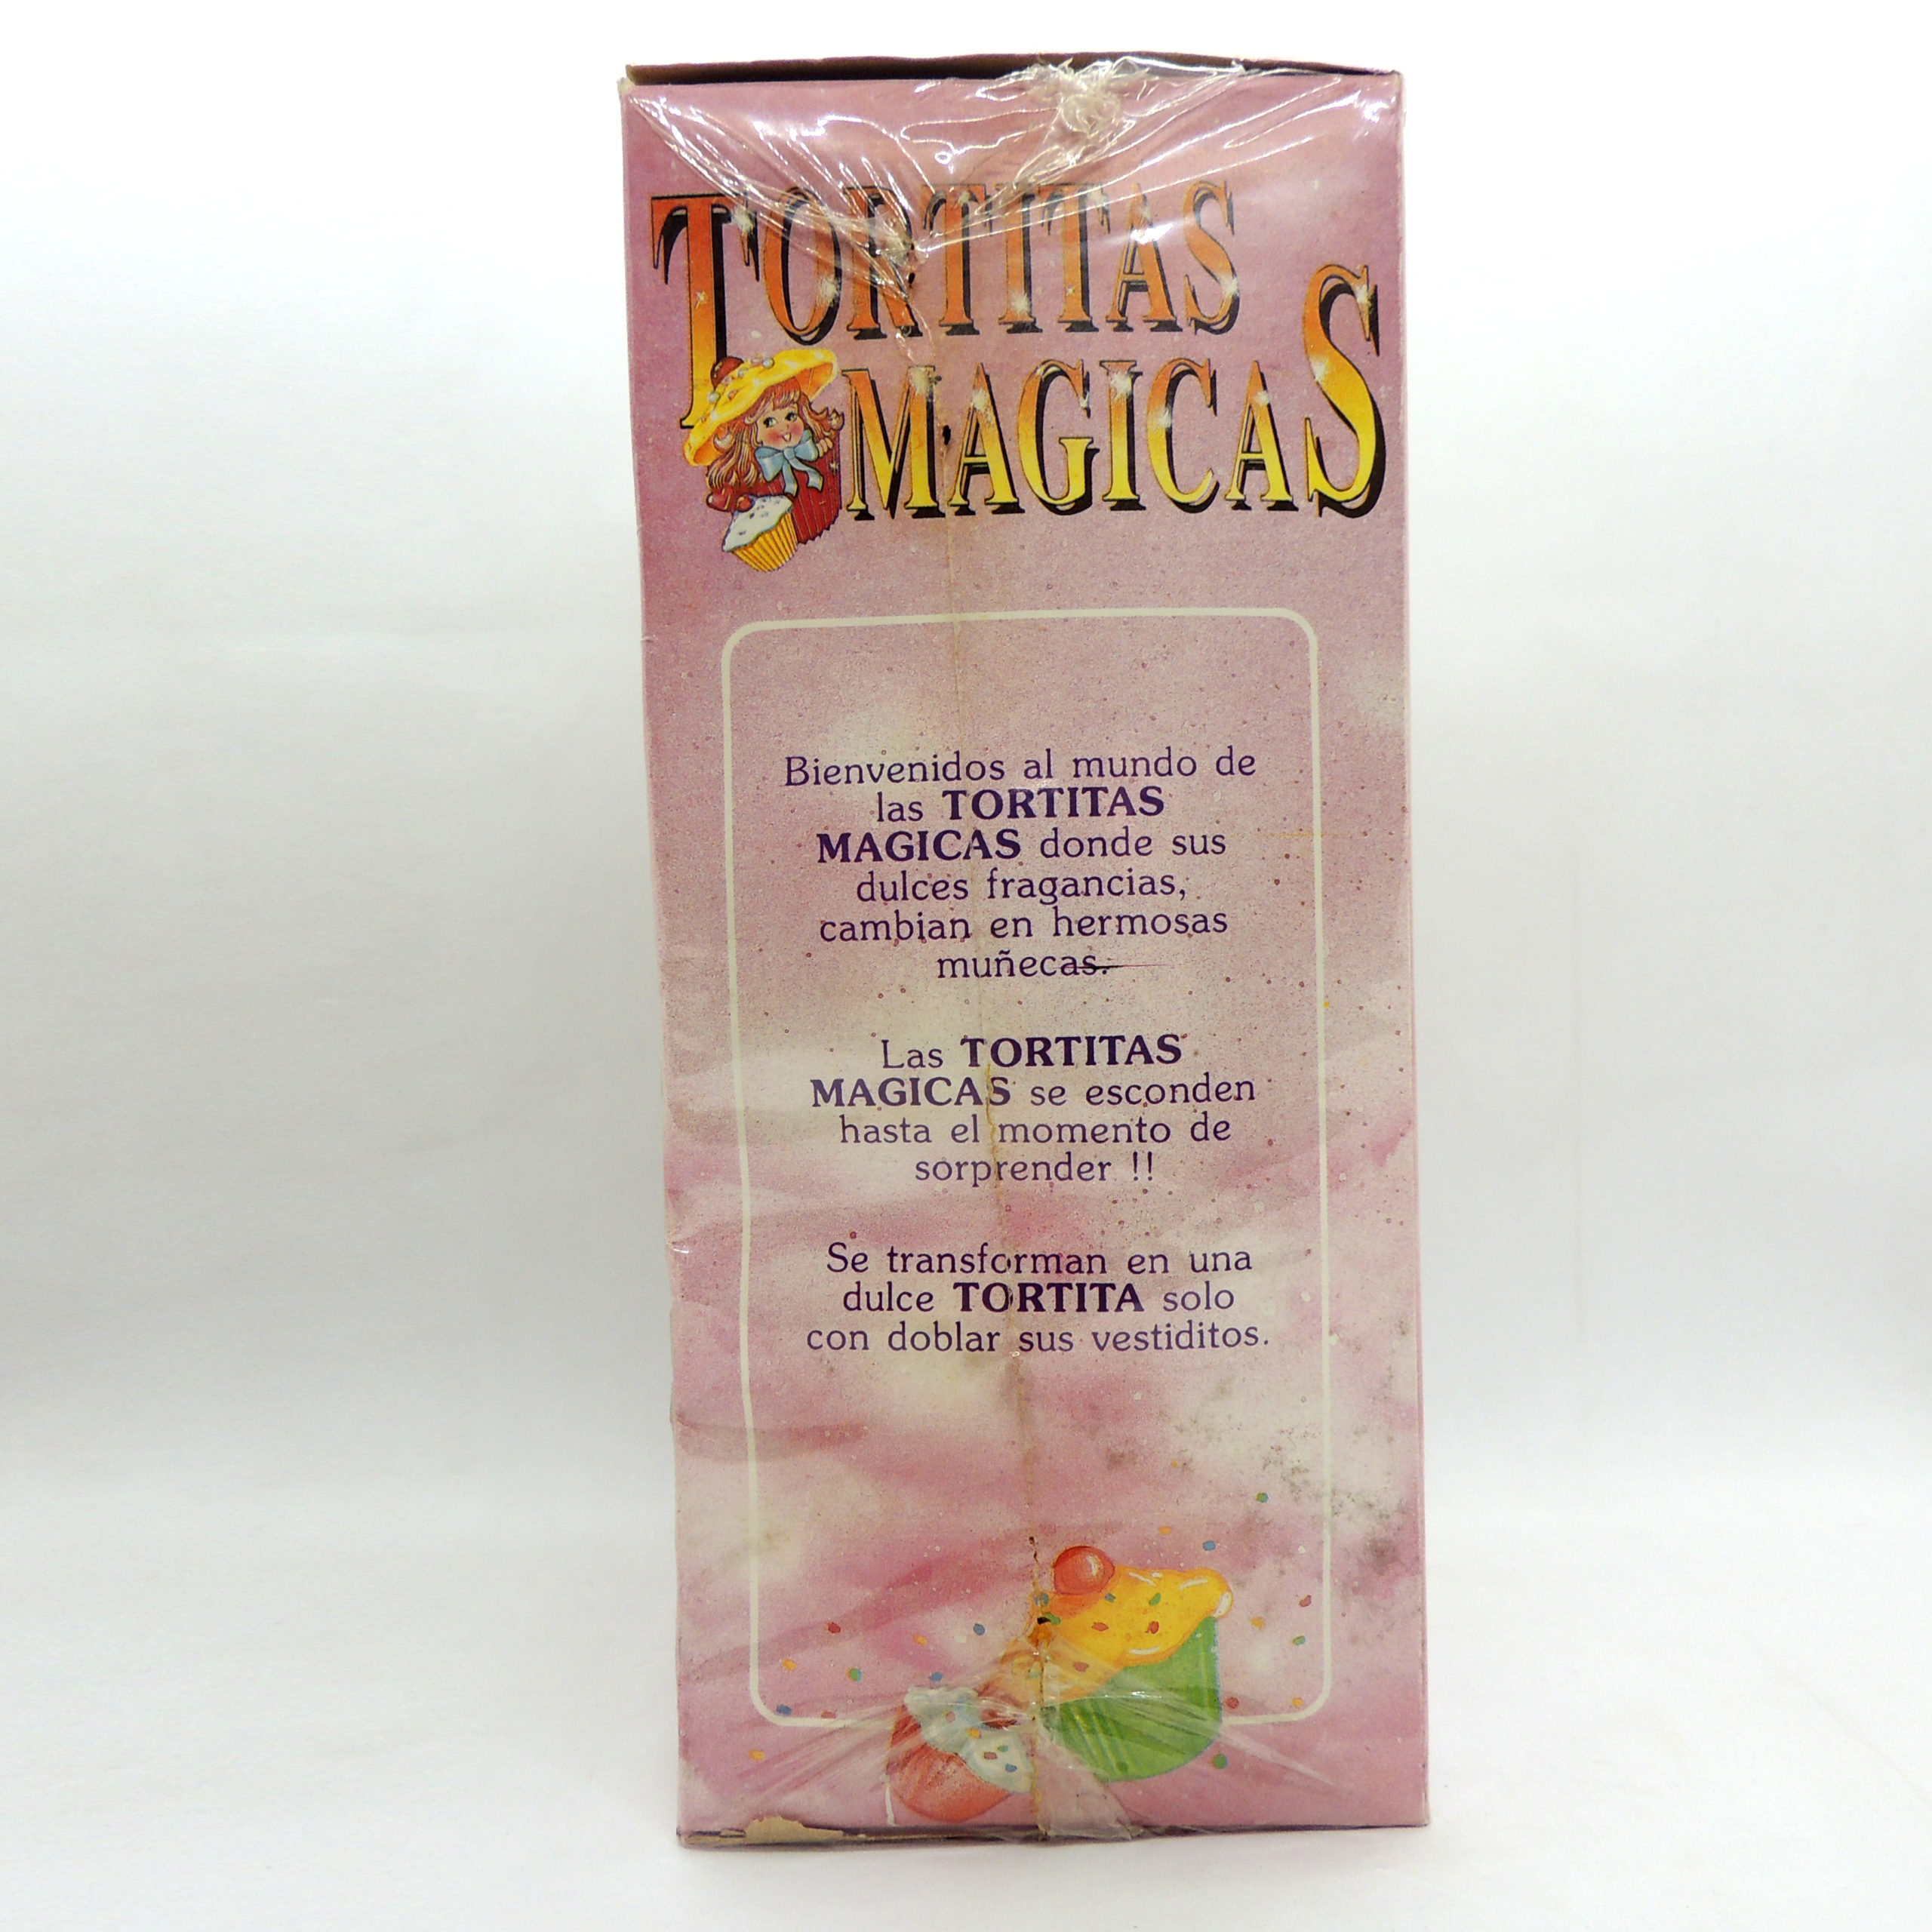 TORTITAS
MAGICAS
Bienvenidos al mundo de
las TORTITAS
MAGICAS donde sus
dulces fragancias,
cambian en hermosas
muñecas.
Las TORTITAS
MAGICAS se esconden
hasta el momento de
sorprender !!
Se transforman en una
dulce TORTITA solo
con doblar sus vestiditos.